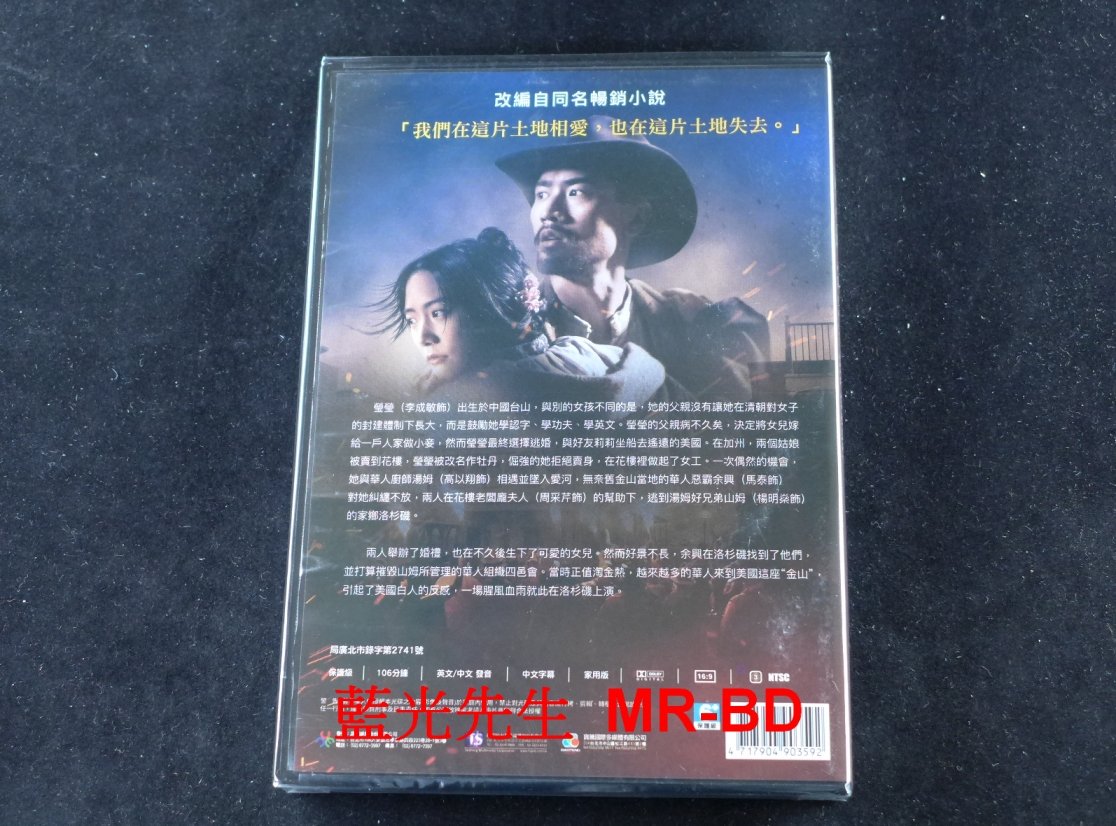 改編自同名暢銷小說
「我們在這片土地相愛，也在這片土地失去。」
瑩瑩（李成敏飾）出生於中國台山，與別的女孩不同的是，她的父親沒有讓她在清朝對女子
的封建體制下長大，而是鼓勵她學認字、學功夫、學英文。瑩瑩的父親病不久矣，決定將女兒嫁
給一戶人家做小妾，然而瑩瑩最終選擇逃婚，與好友莉莉坐船去遙遠的美國。在加州，兩個姑娘
被賣到花樓，瑩瑩被改名作牡丹，倔強的她拒絕賣身，在花樓裡做起了女工。一次偶然的機會，
她與華人廚師湯姆（高以翔飾）相遇並墜入愛河，無奈舊金山當地的華人惡霸余興（馬泰飾）
對她糾纏不放，兩人在花樓老闆龐夫人（周采芹飾）的幫助下，逃到湯姆好兄弟山姆（楊明焱飾）
的家鄉洛杉磯。
兩人舉辦了婚禮，也在不久後生下了可愛的女兒。然而好景不長，余興在洛杉磯找到了他們，
並打算摧毀山姆所管理的華人組織四邑會。當時正值淘金熱，越來越多的華人來到美國這座“金山”，
引起了美國白人的反感，一場腥風血雨就此在洛杉磯上演。
局廣北市錄字第2741號
保護級 106分鐘 英文/中文 發音 中文字幕 家用版 DOLBY DIGITAL 16:9 3 NTSC
藍光先生 MR-BD
保護級
寶騰國際多媒體有限公司
4 717904 903592